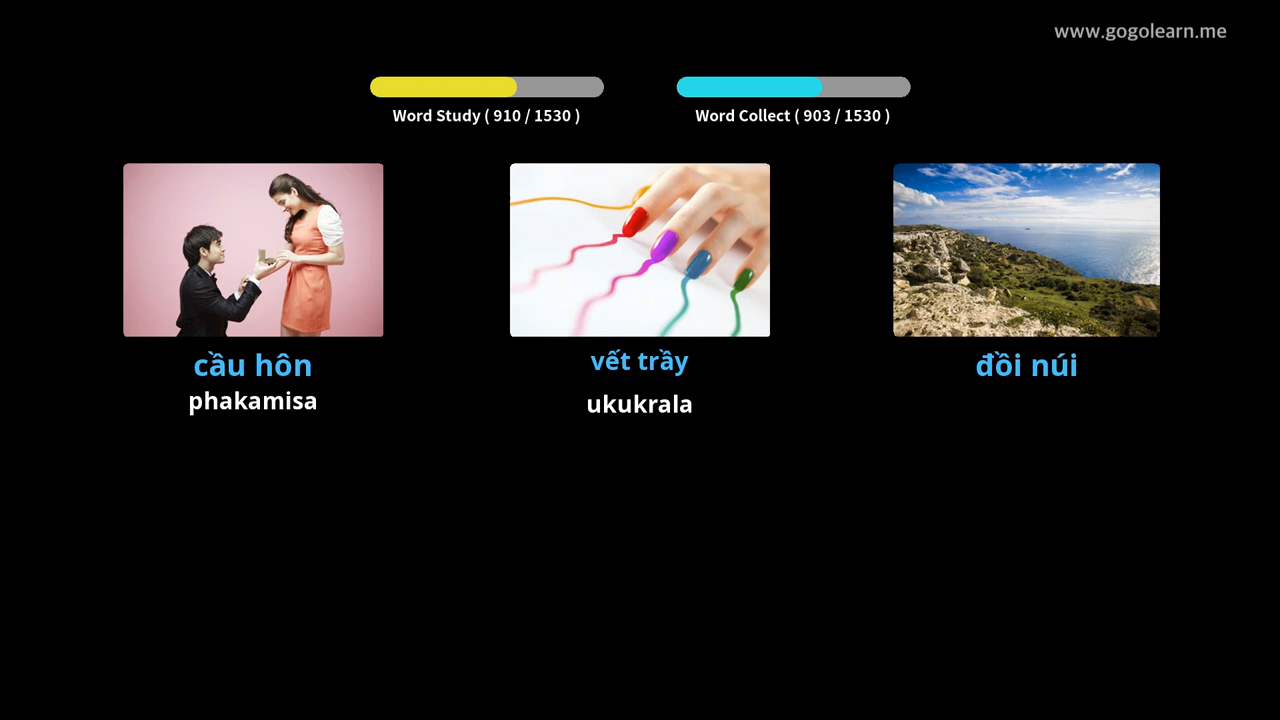 www.gogolearn.me
Word Study ( 910 / 1530 )
Word Collect ( 903 / 1530 )
cầu hôn
phakamisa
vết trầy
ukukrala
đồi núi